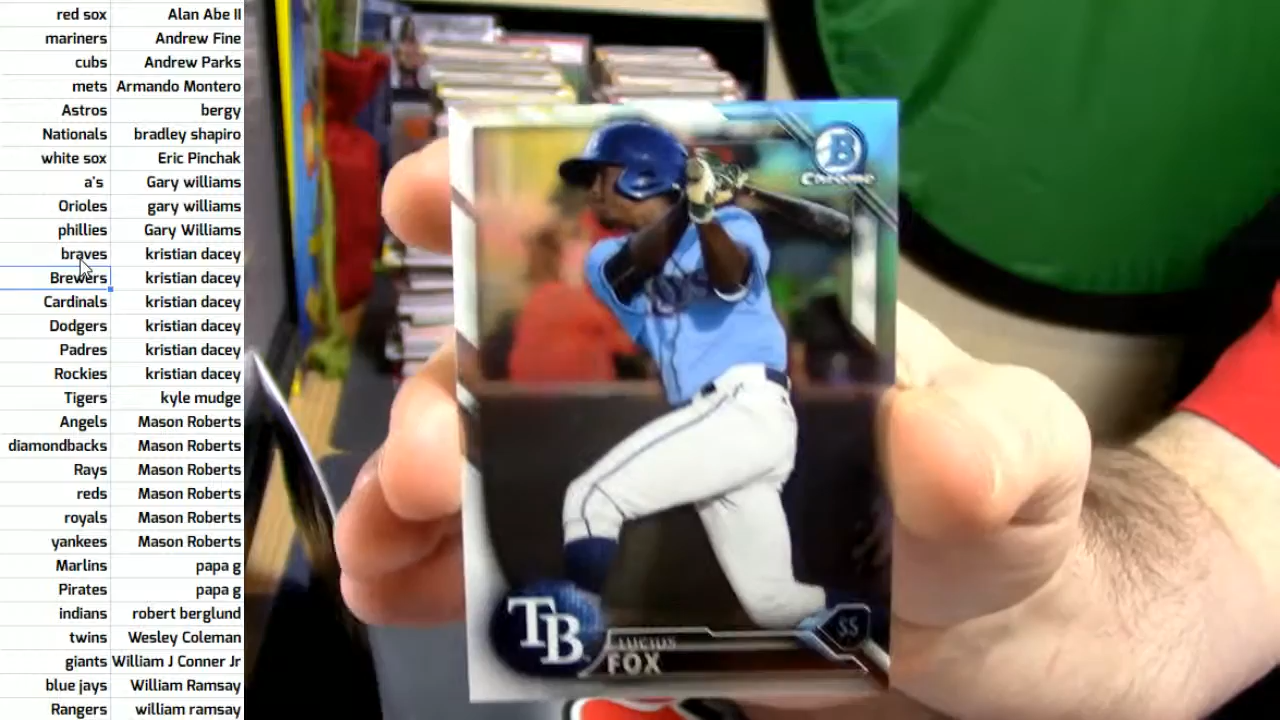 red sox Alan Abe II
mariners Andrew Fine
cubs Andrew Parks
mets Armando Montero
Astros bergy
Nationals bradley shapiro
white sox Eric Pinchak
a's Gary williams
Orioles gary williams
phillies Gary Williams
braves kristian dacey
Brewers kristian dacey
Cardinals kristian dacey
Dodgers kristian dacey
Padres kristian dacey
Rockies kristian dacey
Tigers kyle mudge
Angels Mason Roberts
diamondbacks Mason Roberts
Rays Mason Roberts
reds Mason Roberts
royals Mason Roberts
yankees Mason Roberts
Marlins papa g
Pirates papa g
indians robert berglund
twins Wesley Coleman
giants William J Conner Jr
blue jays William Ramsay
Rangers william ramsay
B
Chrome
TB
LUCIUS
FOX
SS